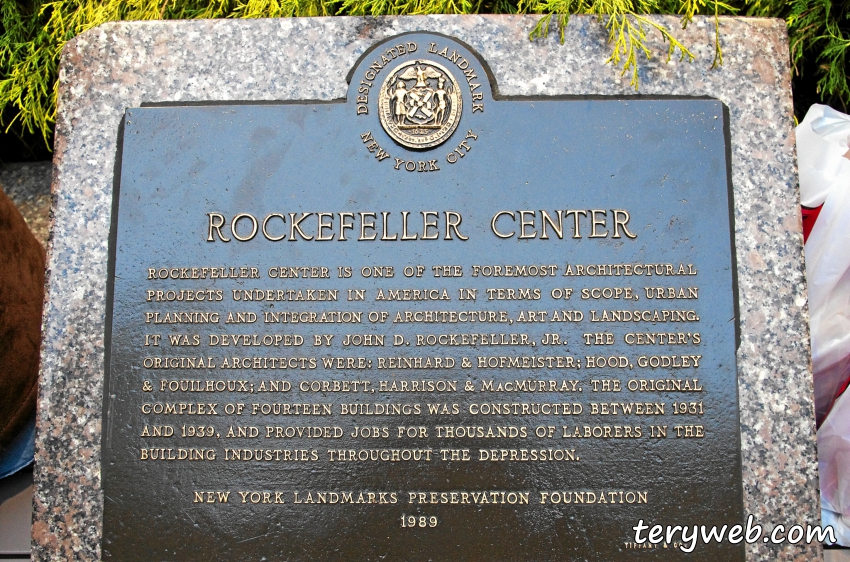 DESIGNATED LANDMARK
NEW YORK CITY
1625
ROCKEFELLER CENTER
ROCKEFELLER CENTER IS ONE OF THE FOREMOST ARCHITECTURAL
PROJECTS UNDERTAKEN IN AMERICA IN TERMS OF SCOPE, URBAN
PLANNING AND INTEGRATION OF ARCHITECTURE, ART AND LANDSCAPING.
IT WAS DEVELOPED BY JOHN D. ROCKEFELLER, JR. THE CENTER'S
ORIGINAL ARCHITECTS WERE: REINHARD & HOFMEISTER; HOOD, GODLEY
& FOUILHOUX; AND CORBETT, HARRISON & MACMURRAY. THE ORIGINAL
COMPLEX OF FOURTEEN BUILDINGS WAS CONSTRUCTED BETWEEN 1931
AND 1939, AND PROVIDED JOBS FOR THOUSANDS OF LABORERS IN THE
BUILDING INDUSTRIES THROUGHOUT THE DEPRESSION.
NEW YORK LANDMARKS PRESERVATION FOUNDATION
1989
teryweb.com
TIFFANY &